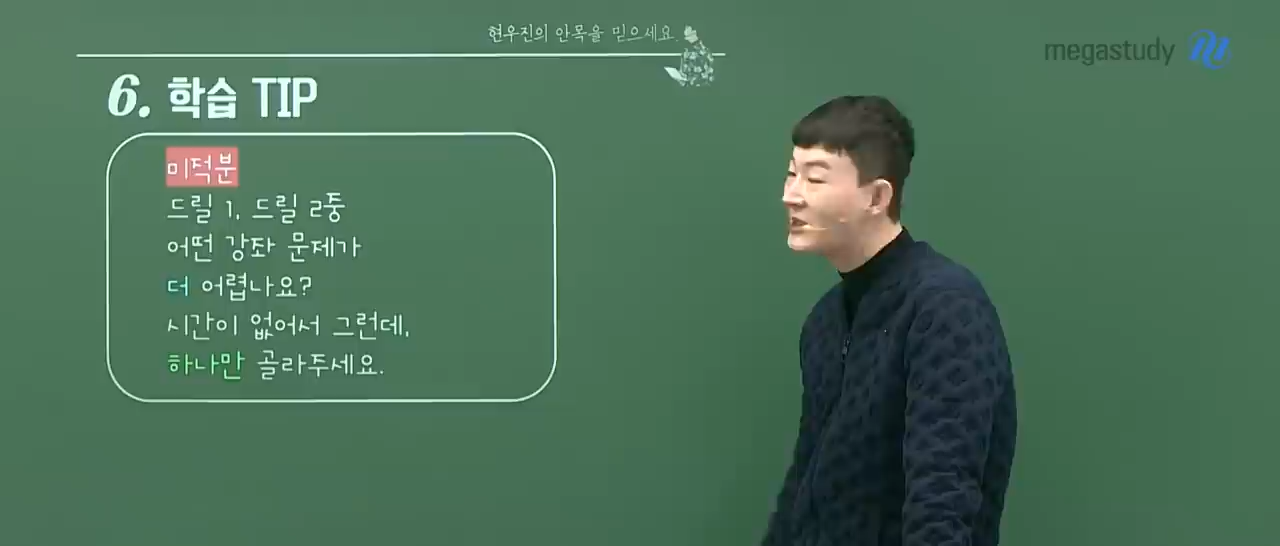 현우진의 안목을 믿으세요.
megastudy
6. 학습 TIP
미적분
드릴 1, 드릴 2중
어떤 강좌 문제가
더 어렵나요?
시간이 없어서 그런데,
하나만 골라주세요.